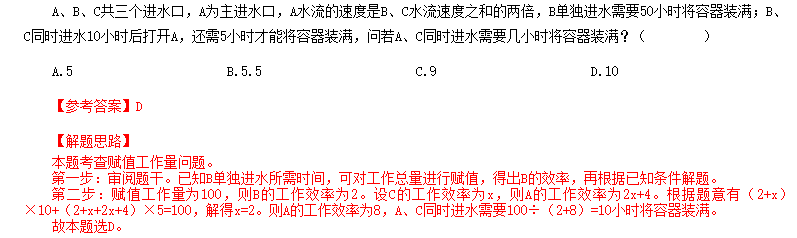 A、B、C共三个进水口，A为主进水口，A水流的速度是B、C水流速度之和的两倍，B单独进水需要50小时将容器装满；B、
C同时进水10小时后打开A，还需5小时才能将容器装满，问若A、C同时进水需要几小时将容器装满？（　　）
A.5 B.5.5 C.9 D.10
【参考答案】D
【解题思路】
本题考查赋值工作量问题。
第一步：审阅题干。已知B单独进水所需时间，可对工作总量进行赋值，得出B的效率，再根据已知条件解题。
第二步：赋值工作量为100，则B的工作效率为2。设C的工作效率为x，则A的工作效率为2x+4。根据题意有（2+x）
×10+（2+x+2x+4）×5=100，解得x=2。则A的工作效率为8，A、C同时进水需要100÷（2+8）=10小时将容器装满。
故本题选D。